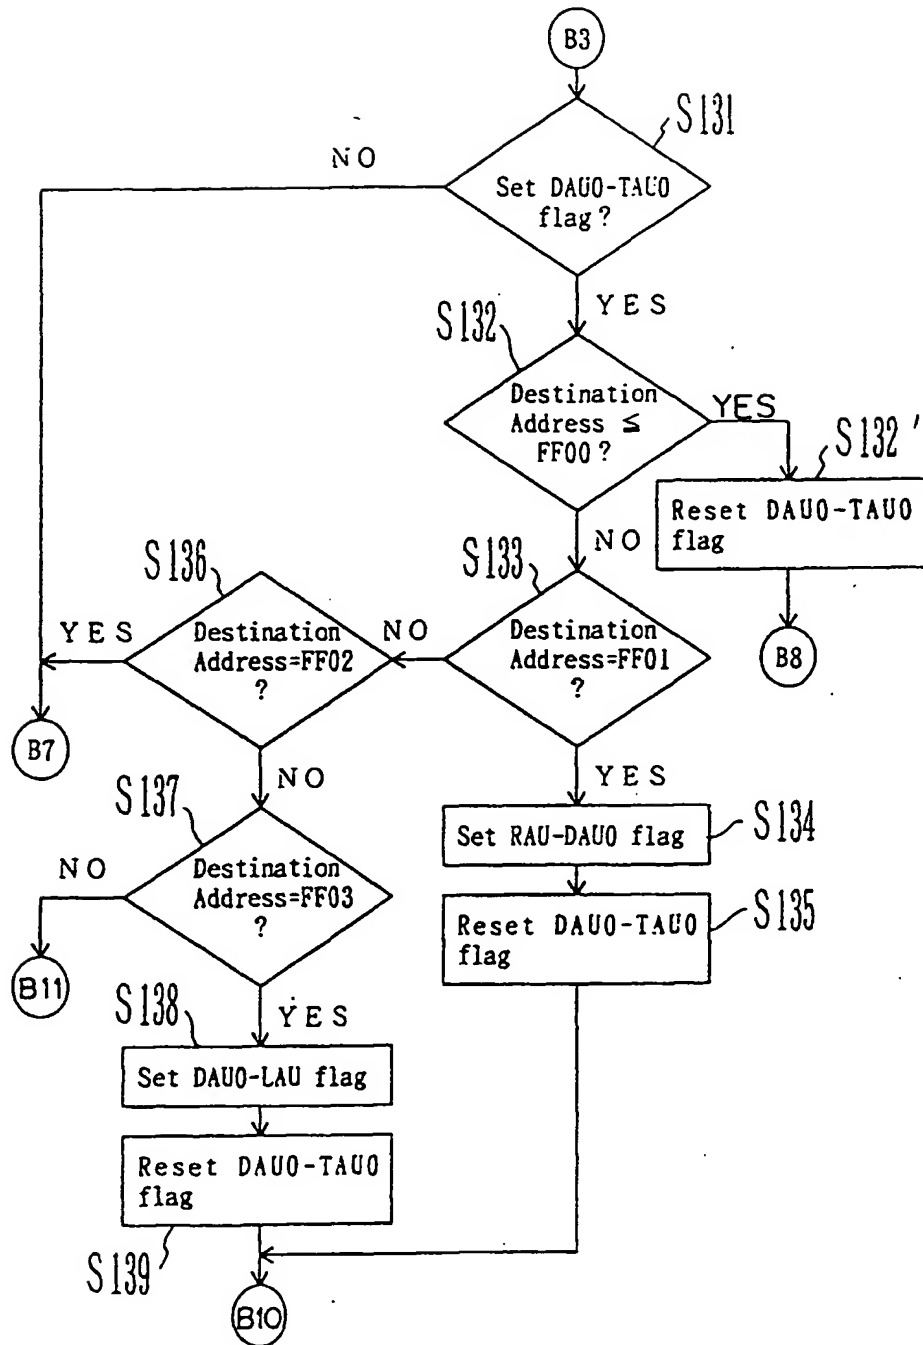 B3
S131
NO
Set DAU0-TAU0
flag?
YES
S132
Destination
Address ≦
FF00?
YES
S132'
Reset DAU0-TAU0
flag
NO
B8
S133
Destination
Address=FF01
?
NO
S136
Destination
Address=FF02
?
YES
B7
NO
YES
S137
Destination
Address=FF03
?
NO
B11
Set RAU-DAU0 flag
S134
Reset DAU0-TAU0
flag
S135
YES
S138
Set DAU0-LAU flag
Reset DAU0-TAU0
flag
S139
B10